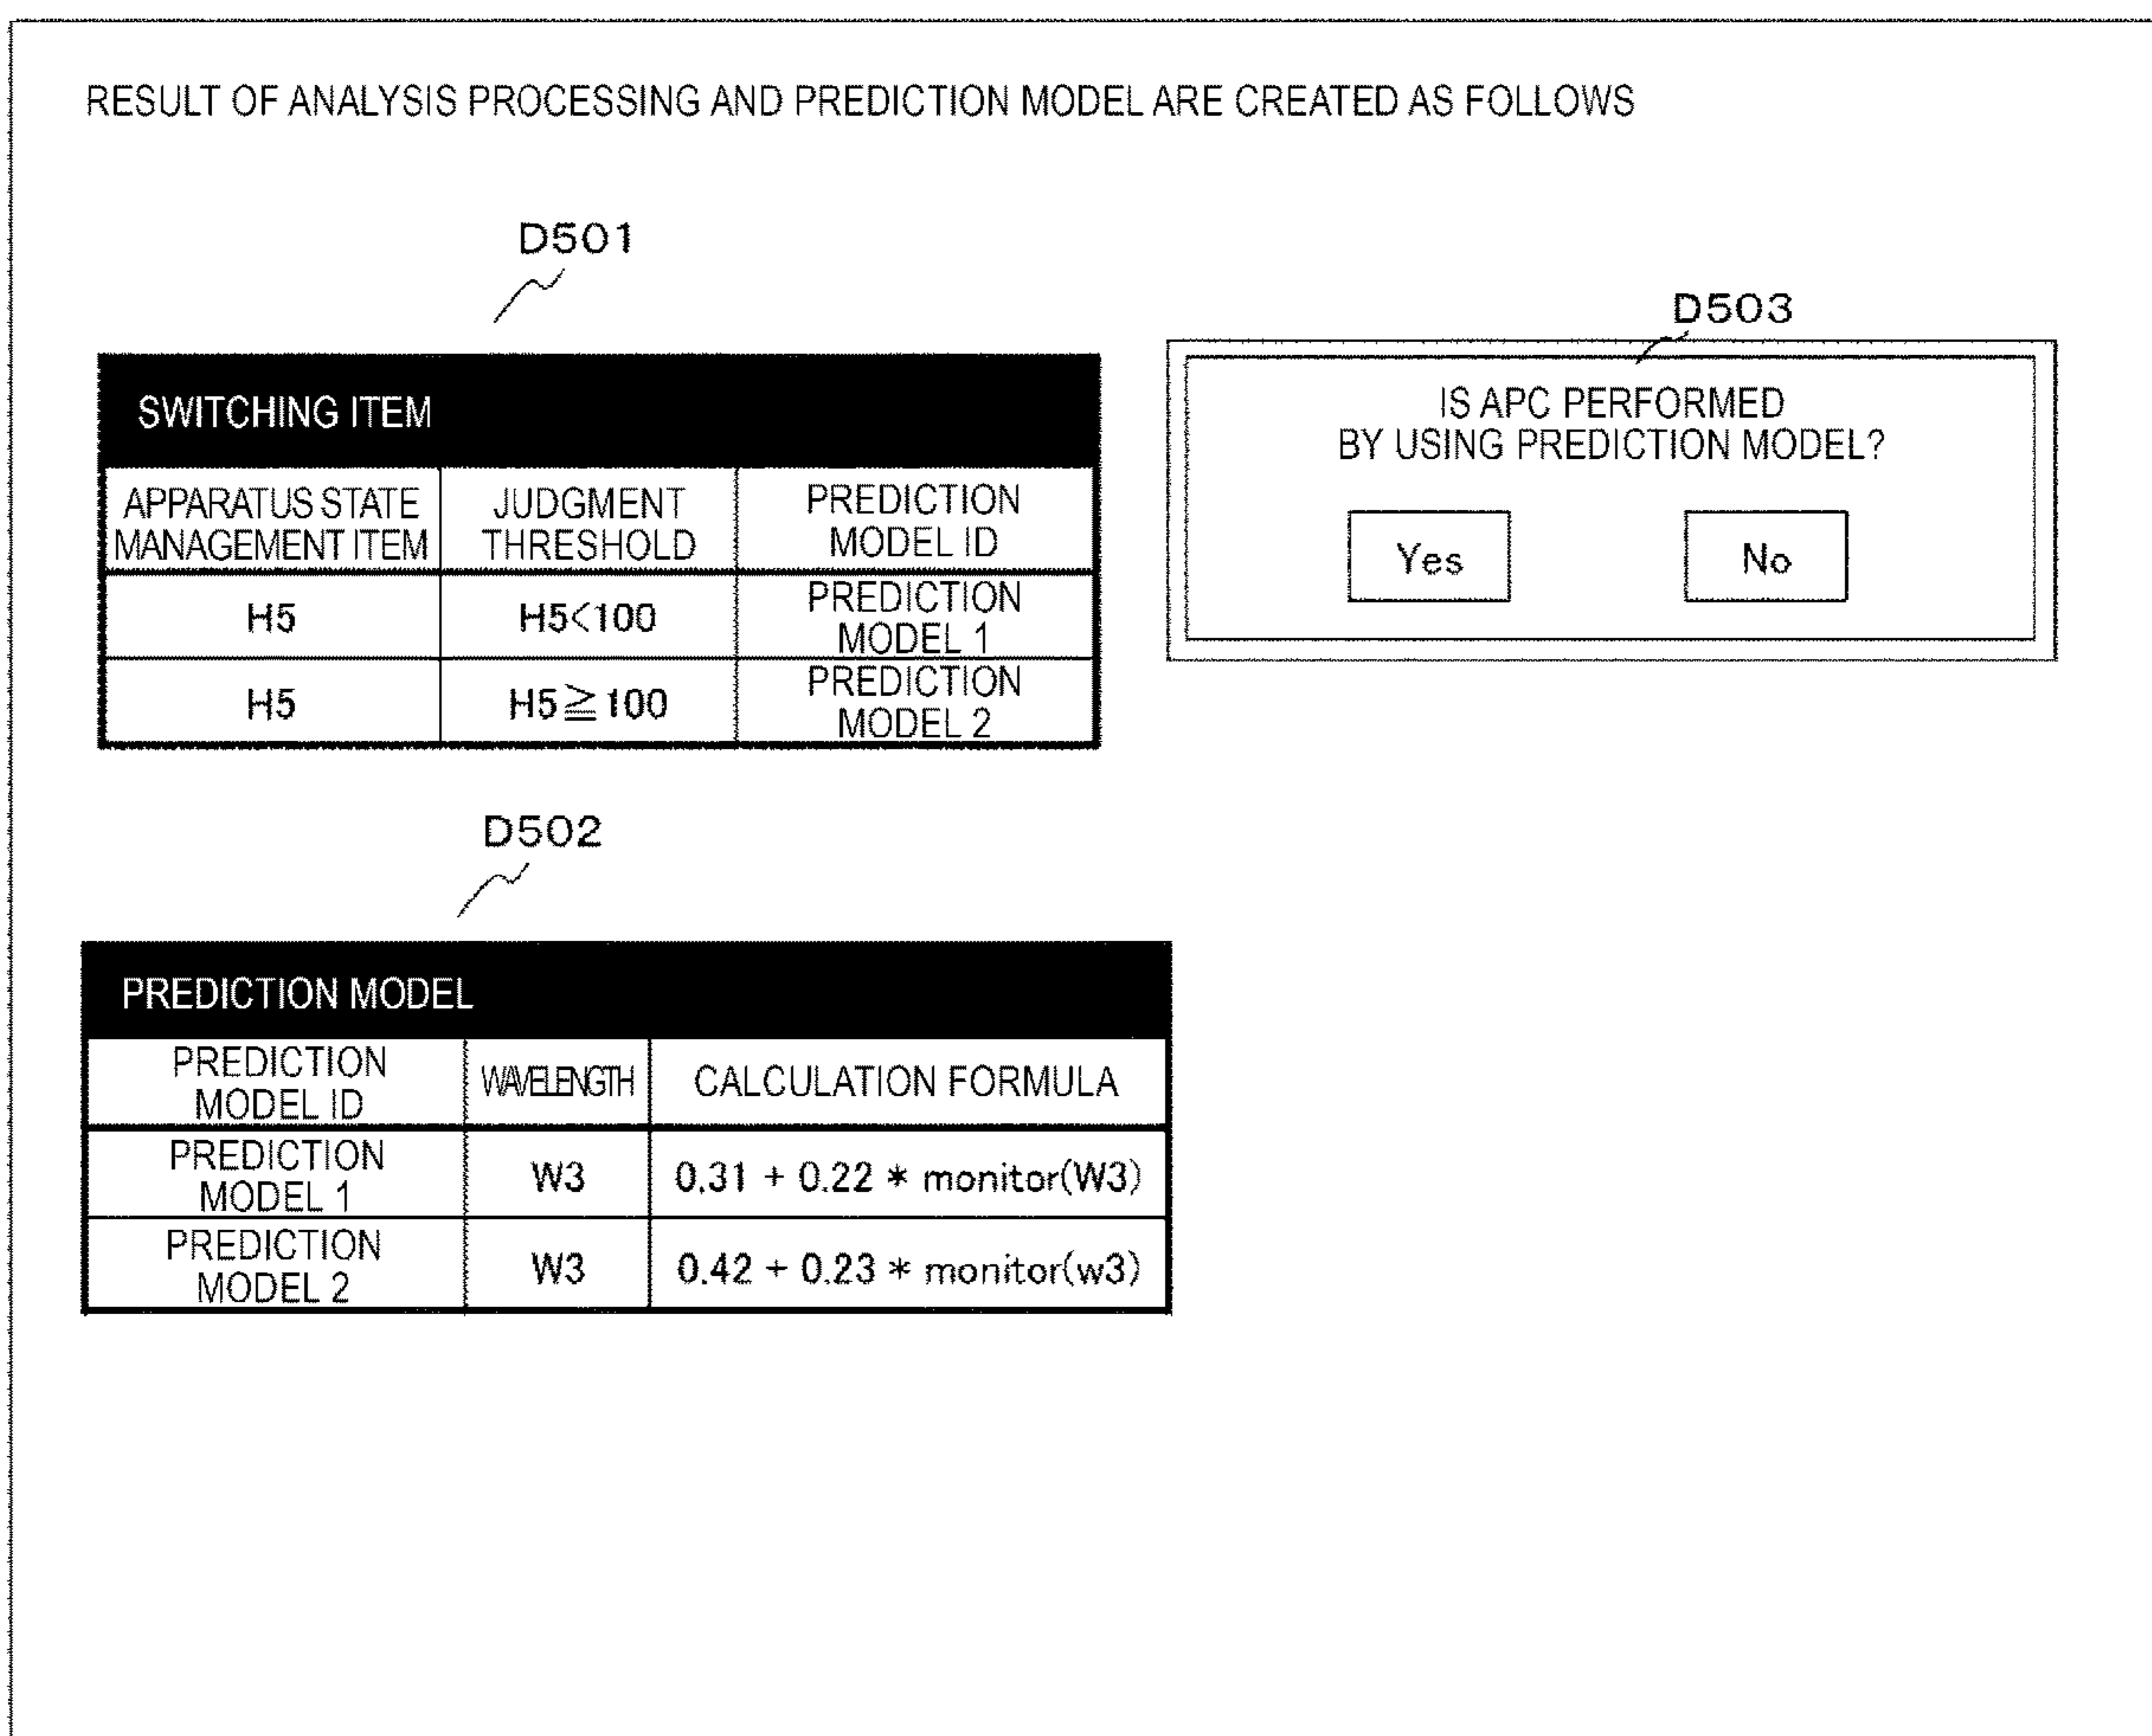 RESULT OF ANALYSIS PROCESSING AND PREDICTION MODEL ARE CREATED AS FOLLOWS
D501
SWITCHING ITEM
APPARATUS STATE MANAGEMENT ITEM
JUDGMENT THRESHOLD
PREDICTION MODEL ID
H5
H5<100
PREDICTION MODEL 1
H5
H5≧100
PREDICTION MODEL 2
D503
IS APC PERFORMED
BY USING PREDICTION MODEL?
Yes
No
D502
PREDICTION MODEL
PREDICTION MODEL ID
WAVELENGTH
CALCULATION FORMULA
PREDICTION MODEL 1
W3
0.31 + 0.22 * monitor(W3)
PREDICTION MODEL 2
W3
0.42 + 0.23 * monitor(w3)